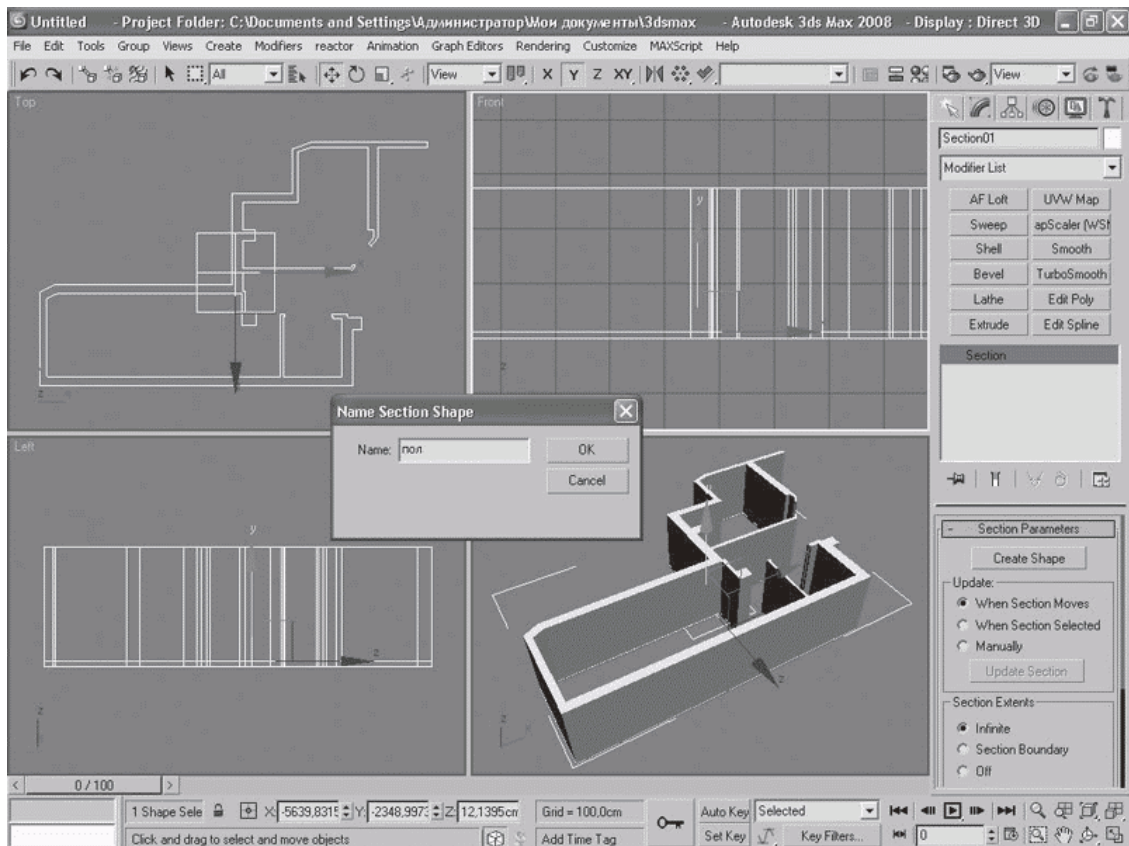 Untitled - Project Folder: C:\Documents and Settings\Администратор\Мои документы\3dsmax - Autodesk 3ds Max 2008 - Display : Direct 3D
File Edit Tools Group Views Create Modifiers reactor Animation Graph Editors Rendering Customize MAXScript Help
All View X Y Z XY View
Top
Front
Section01
Modifier List
AF Loft UVW Map
Sweep apScaler (WSM
Shell Smooth
Bevel TurboSmooth
Lathe Edit Poly
Extrude Edit Spline
Section
y
x
z
Name Section Shape
Name: пол OK
Cancel
Left
y
z
z
Section Parameters
Create Shape
Update:
When Section Moves
When Section Selected
Manually
Update Section
Section Extents
Infinite
Section Boundary
Off
0 / 100
1 Shape Sele X: -5639,8315 Y: -2348,9973 Z: 12,1395cm Grid = 100,0cm Auto Key Selected
Click and drag to select and move objects Add Time Tag Set Key Key Filters... 0